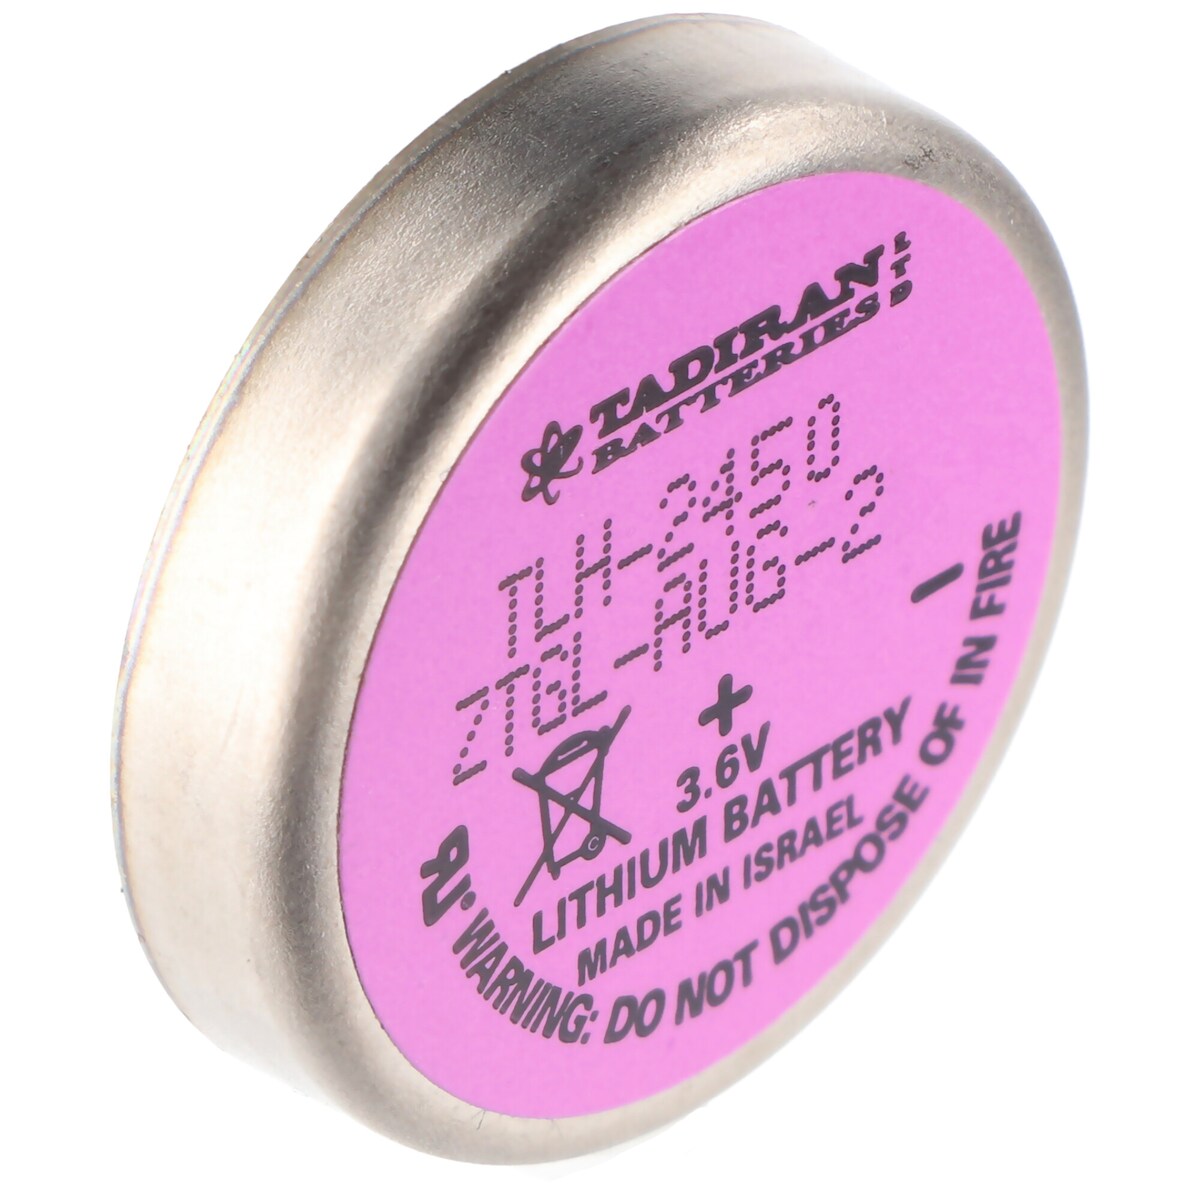 TADIRAN LTD
BATTERIES
TLH-2450
ZTGL-AUG-2
+
3.6V
LITHIUM BATTERY
MADE IN ISRAEL
WARNING: DO NOT DISPOSE OF IN FIRE